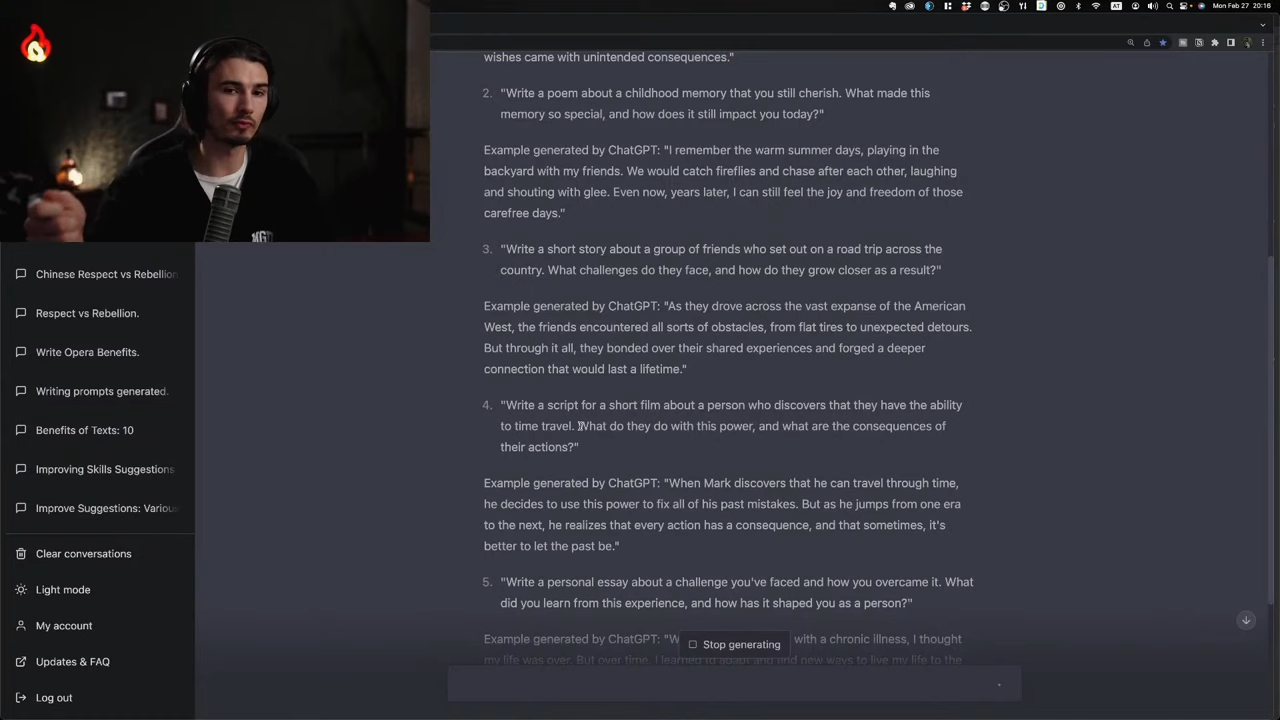 Mon Feb 27 20:16
AT
wishes came with unintended consequences."
2. "Write a poem about a childhood memory that you still cherish. What made this
memory so special, and how does it still impact you today?"
Example generated by ChatGPT: "I remember the warm summer days, playing in the
backyard with my friends. We would catch fireflies and chase after each other, laughing
and shouting with glee. Even now, years later, I can still feel the joy and freedom of those
carefree days."
3. "Write a short story about a group of friends who set out on a road trip across the
country. What challenges do they face, and how do they grow closer as a result?"
Example generated by ChatGPT: "As they drove across the vast expanse of the American
West, the friends encountered all sorts of obstacles, from flat tires to unexpected detours.
But through it all, they bonded over their shared experiences and forged a deeper
connection that would last a lifetime."
4. "Write a script for a short film about a person who discovers that they have the ability
to time travel. What do they do with this power, and what are the consequences of
their actions?"
Example generated by ChatGPT: "When Mark discovers that he can travel through time,
he decides to use this power to fix all of his past mistakes. But as he jumps from one era
to the next, he realizes that every action has a consequence, and that sometimes, it's
better to let the past be."
5. "Write a personal essay about a challenge you've faced and how you overcame it. What
did you learn from this experience, and how has it shaped you as a person?"
Example generated by ChatGPT: "W with a chronic illness, I thought
my life was over. But over time, I learned to adapt and find new ways to live my life to the
Stop generating
Chinese Respect vs Rebellion
Respect vs Rebellion.
Write Opera Benefits.
Writing prompts generated.
Benefits of Texts: 10
Improving Skills Suggestions
Improve Suggestions: Variou
Clear conversations
Light mode
My account
Updates & FAQ
Log out